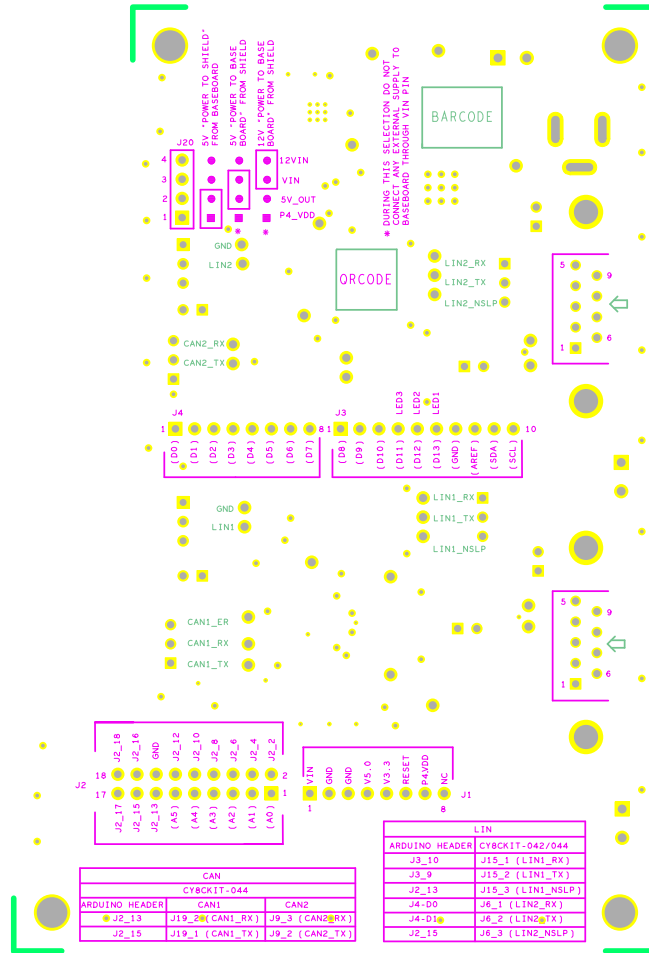 5V "POWER TO SHIELD"
FROM BASEBOARD
5V "POWER TO BASE
BOARD" FROM SHIELD
12V "POWER TO BASE
BOARD" FROM SHIELD
* DURING THIS SELECTION DO NOT
CONNECT ANY EXTERNAL SUPPLY TO
BASEBOARD THROUGH VIN PIN
BARCODE
J20
4
3
2
1
12VIN
VIN
5V_OUT
P4_VDD
*
*
GND
LIN2
QRCODE
LIN2_RX
LIN2_TX
LIN2_NSLP
5
9
6
1
CAN2_RX
CAN2_TX
J4
1
8
(D0)
(D1)
(D2)
(D3)
(D4)
(D5)
(D6)
(D7)
J3
1
10
LED3
LED2
LED1
(D8)
(D9)
(D10)
(D11)
(D12)
(D13)
(GND)
(AREF)
(SDA)
(SCL)
GND
LIN1
LIN1_RX
LIN1_TX
LIN1_NSLP
5
9
6
1
CAN1_ER
CAN1_RX
CAN1_TX
J2_18
J2_16
GND
J2_12
J2_10
J2_8
J2_6
J2_4
J2_2
J2
18
2
17
1
J2_17
J2_15
J2_13
(A5)
(A4)
(A3)
(A2)
(A1)
(A0)
VIN
GND
GND
V5.0
V3.3
RESET
P4.VDD
NC
J1
1
8
LIN
ARDUINO HEADER CY8CKIT-042/044
J3_10 J15_1 (LIN1_RX)
J3_9 J15_2 (LIN1_TX)
J2_13 J15_3 (LIN1_NSLP)
J4-D0 J6_1 (LIN2_RX)
J4-D1 J6_2 (LIN2_TX)
J2_15 J6_3 (LIN2_NSLP)
CAN
CY8CKIT-044
ARDUINO HEADER CAN1 CAN2
J2_13 J19_2 (CAN1_RX) J9_3 (CAN2_RX)
J2_15 J19_1 (CAN1_TX) J9_2 (CAN2_TX)